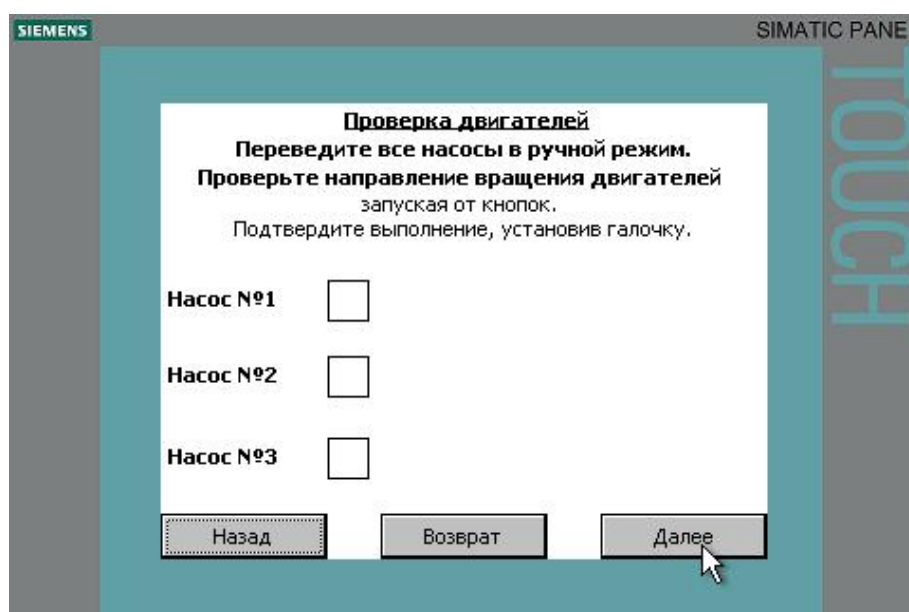 SIEMENS
SIMATIC PANE
TOUCH
Проверка двигателей
Переведите все насосы в ручной режим.
Проверьте направление вращения двигателей
запуская от кнопок.
Подтвердите выполнение, установив галочку.
Насос №1
Насос №2
Насос №3
Назад
Возврат
Далее